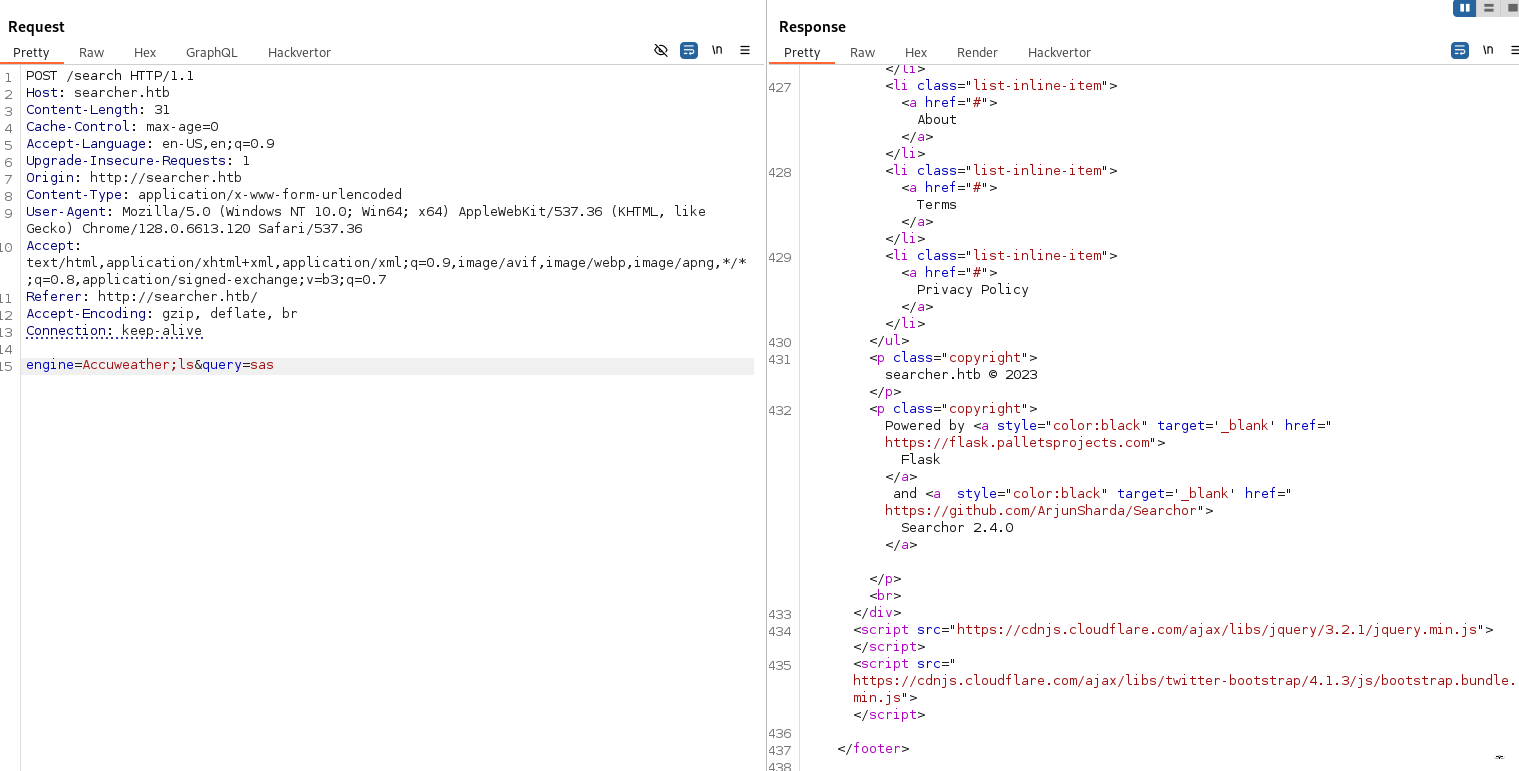 Request
Pretty Raw Hex GraphQL Hackvertor \n
1 POST /search HTTP/1.1
2 Host: searcher.htb
3 Content-Length: 31
4 Cache-Control: max-age=0
5 Accept-Language: en-US,en;q=0.9
6 Upgrade-Insecure-Requests: 1
7 Origin: http://searcher.htb
8 Content-Type: application/x-www-form-urlencoded
9 User-Agent: Mozilla/5.0 (Windows NT 10.0; Win64; x64) AppleWebKit/537.36 (KHTML, like
Gecko) Chrome/128.0.6613.120 Safari/537.36
10 Accept:
text/html,application/xhtml+xml,application/xml;q=0.9,image/avif,image/webp,image/apng,*/*
;q=0.8,application/signed-exchange;v=b3;q=0.7
11 Referer: http://searcher.htb/
12 Accept-Encoding: gzip, deflate, br
13 Connection: keep-alive
14
15 engine=Accuweather;ls&query=sas
Response
Pretty Raw Hex Render Hackvertor \n
</li>
427 <li class="list-inline-item">
<a href="#">
About
</a>
</li>
428 <li class="list-inline-item">
<a href="#">
Terms
</a>
</li>
429 <li class="list-inline-item">
<a href="#">
Privacy Policy
</a>
</li>
430 </ul>
431 <p class="copyright">
searcher.htb © 2023
</p>
432 <p class="copyright">
Powered by <a style="color:black" target='_blank' href="
https://flask.palletsprojects.com">
Flask
</a>
and <a  style="color:black" target='_blank' href="
https://github.com/ArjunSharda/Searchor">
Searchor 2.4.0
</a>
</p>
<br>
433 </div>
434 <script src="https://cdnjs.cloudflare.com/ajax/libs/jquery/3.2.1/jquery.min.js">
</script>
435 <script src="
https://cdnjs.cloudflare.com/ajax/libs/twitter-bootstrap/4.1.3/js/bootstrap.bundle.
min.js">
</script>
436
437 </footer>
438